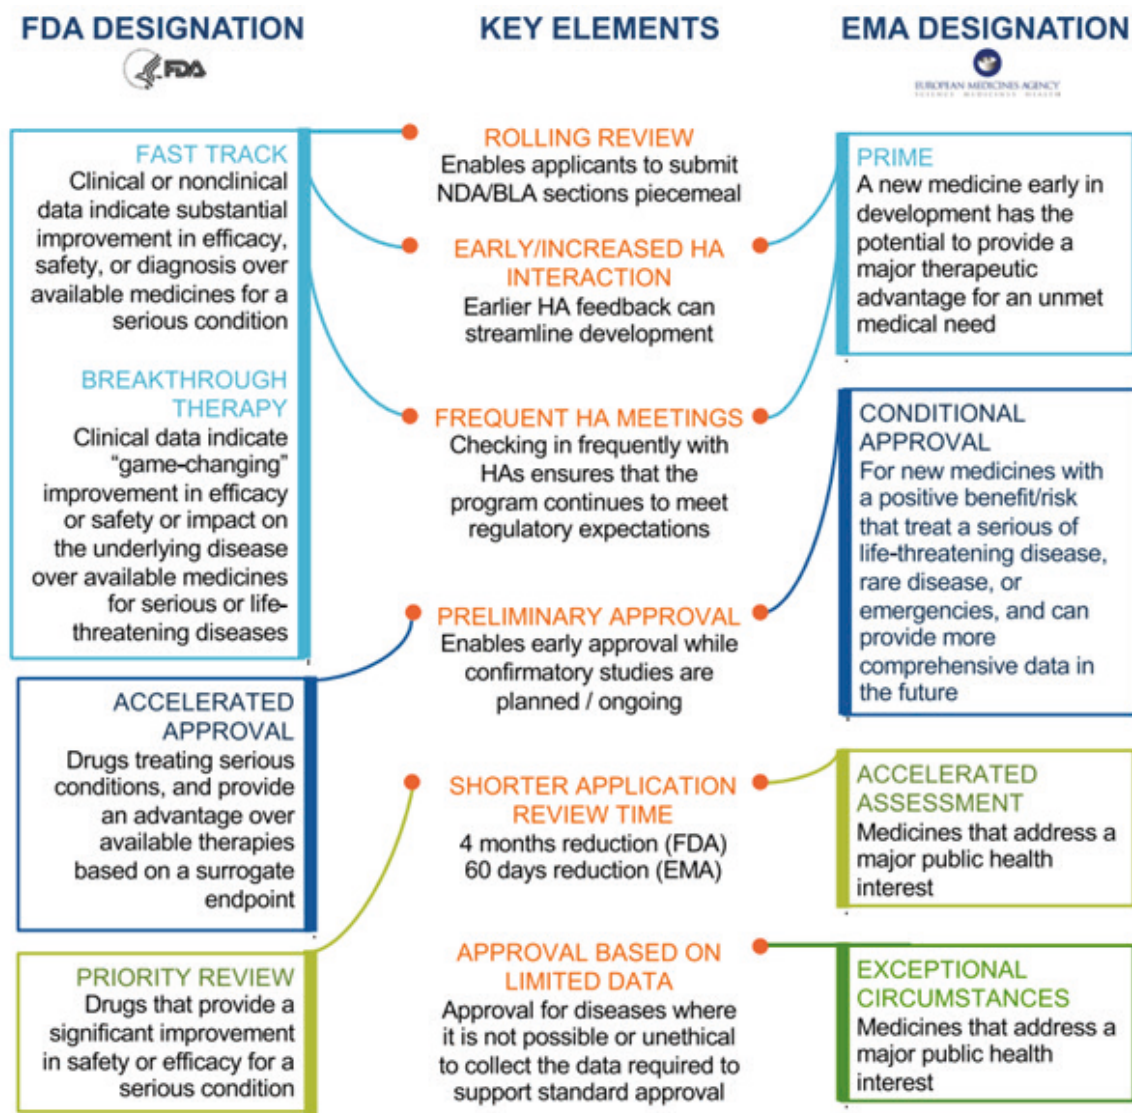 FDA DESIGNATION
FDA
KEY ELEMENTS
EMA DESIGNATION
EUROPEAN MEDICINES AGENCY
SCIENCE MEDICINES HEALTH
FAST TRACK
Clinical or nonclinical
data indicate substantial
improvement in efficacy,
safety, or diagnosis over
available medicines for a
serious condition
BREAKTHROUGH
THERAPY
Clinical data indicate
“game-changing”
improvement in efficacy
or safety or impact on
the underlying disease
over available medicines
for serious or life-
threatening diseases
ACCELERATED
APPROVAL
Drugs treating serious
conditions, and provide
an advantage over
available therapies
based on a surrogate
endpoint
PRIORITY REVIEW
Drugs that provide a
significant improvement
in safety or efficacy for a
serious condition
ROLLING REVIEW
Enables applicants to submit
NDA/BLA sections piecemeal
EARLY/INCREASED HA
INTERACTION
Earlier HA feedback can
streamline development
FREQUENT HA MEETINGS
Checking in frequently with
HAs ensures that the
program continues to meet
regulatory expectations
PRELIMINARY APPROVAL
Enables early approval while
confirmatory studies are
planned / ongoing
SHORTER APPLICATION
REVIEW TIME
4 months reduction (FDA)
60 days reduction (EMA)
APPROVAL BASED ON
LIMITED DATA
Approval for diseases where
it is not possible or unethical
to collect the data required to
support standard approval
PRIME
A new medicine early in
development has the
potential to provide a
major therapeutic
advantage for an unmet
medical need
CONDITIONAL
APPROVAL
For new medicines with
a positive benefit/risk
that treat a serious of
life-threatening disease,
rare disease, or
emergencies, and can
provide more
comprehensive data in
the future
ACCELERATED
ASSESSMENT
Medicines that address a
major public health
interest
EXCEPTIONAL
CIRCUMSTANCES
Medicines that address a
major public health
interest